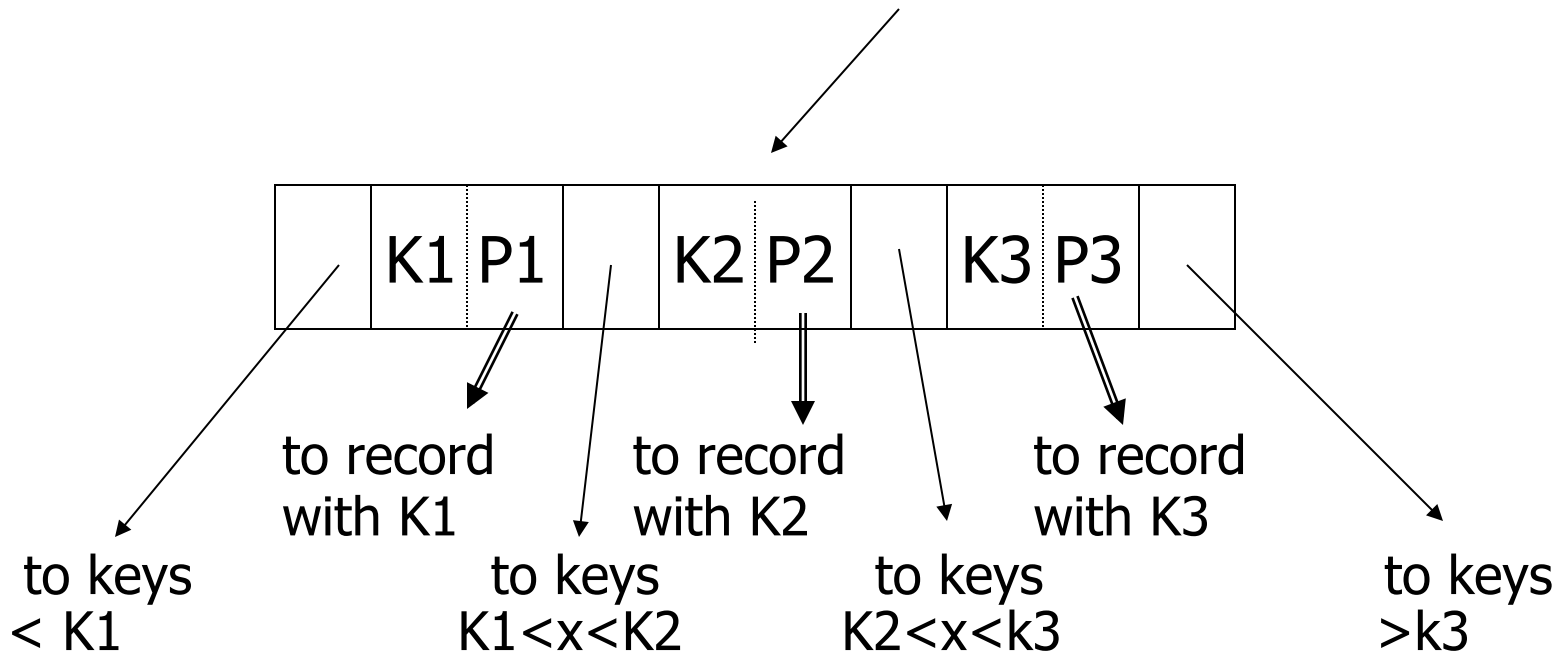 K1 P1 K2 P2 K3 P3
to record
with K1
to record
with K2
to record
with K3
to keys
< K1
to keys
K1<x<K2
to keys
K2<x<k3
to keys
>k3